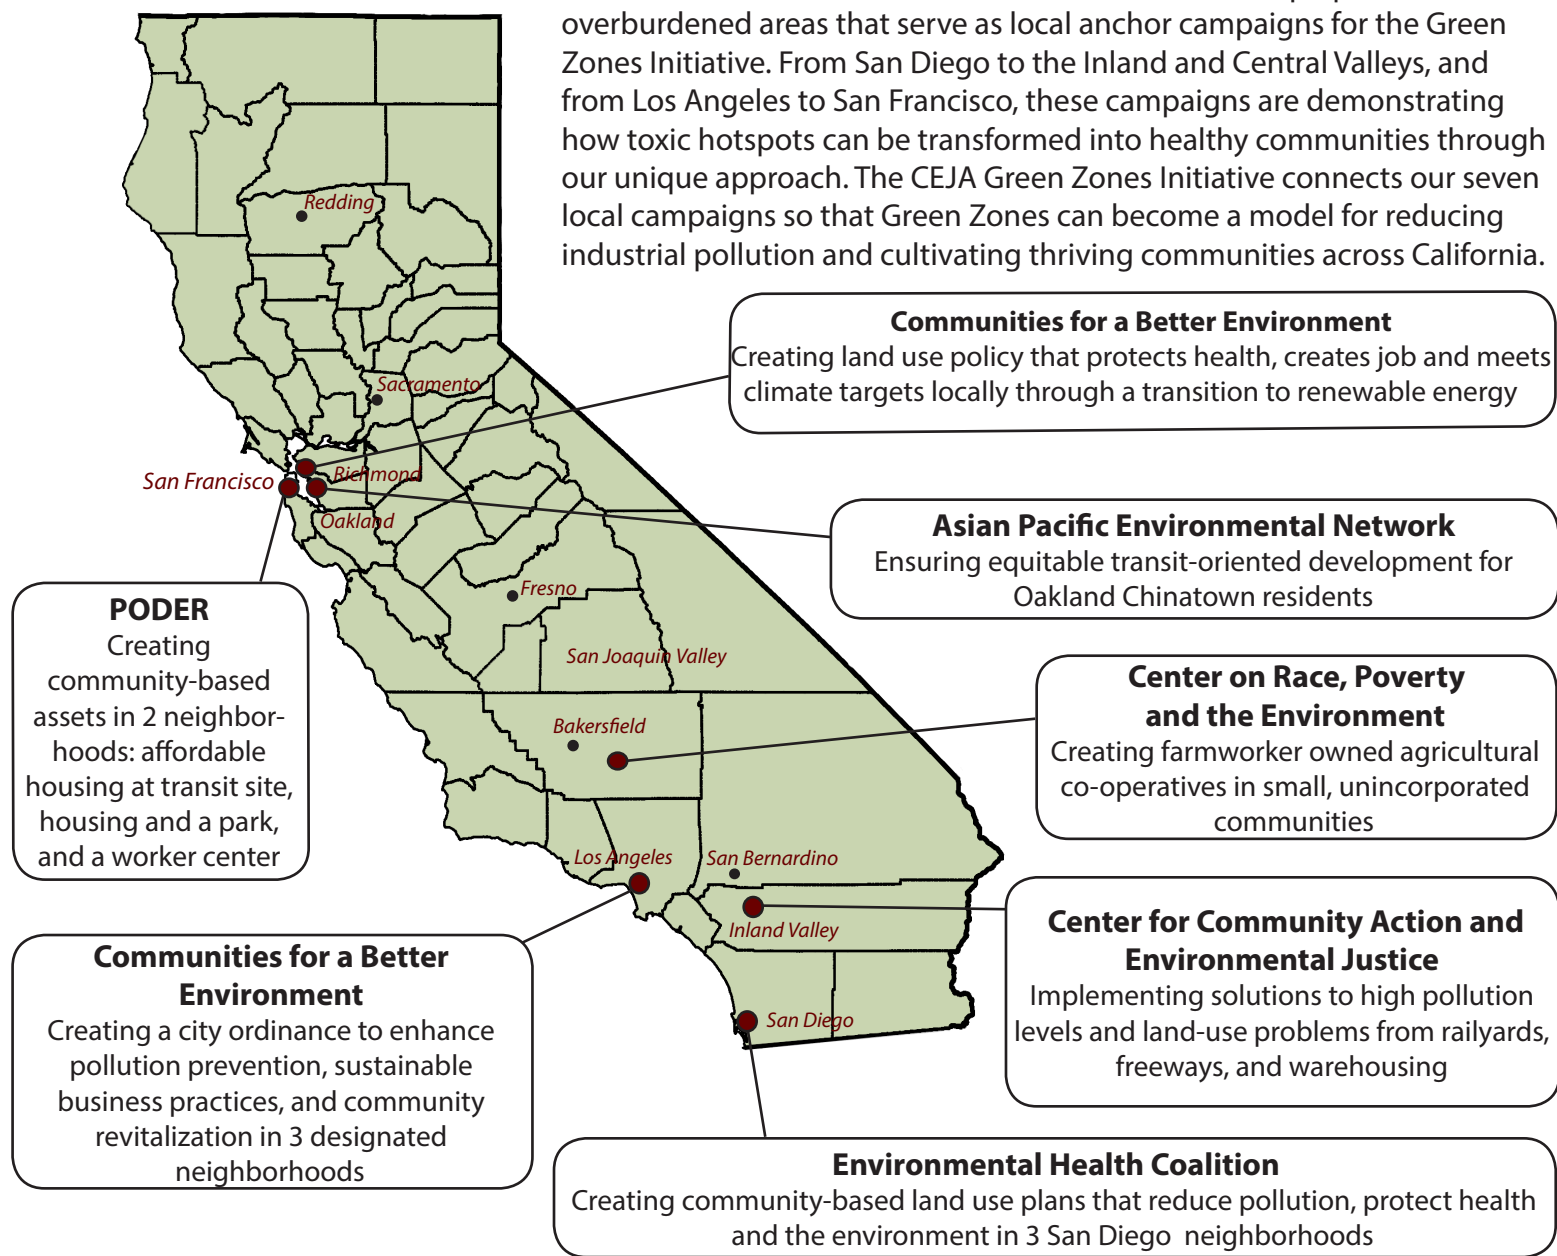 overburdened areas that serve as local anchor campaigns for the Green
Zones Initiative. From San Diego to the Inland and Central Valleys, and
from Los Angeles to San Francisco, these campaigns are demonstrating
how toxic hotspots can be transformed into healthy communities through
our unique approach. The CEJA Green Zones Initiative connects our seven
local campaigns so that Green Zones can become a model for reducing
industrial pollution and cultivating thriving communities across California.
Redding
Communities for a Better Environment
Creating land use policy that protects health, creates job and meets
climate targets locally through a transition to renewable energy
Sacramento
San Francisco
Richmond
Oakland
Asian Pacific Environmental Network
Ensuring equitable transit-oriented development for
Oakland Chinatown residents
Fresno
PODER
Creating
community-based
assets in 2 neighbor-
hoods: affordable
housing at transit site,
housing and a park,
and a worker center
San Joaquin Valley
Center on Race, Poverty
and the Environment
Creating farmworker owned agricultural
co-operatives in small, unincorporated
communities
Bakersfield
Los Angeles
San Bernardino
Inland Valley
Center for Community Action and
Environmental Justice
Implementing solutions to high pollution
levels and land-use problems from railyards,
freeways, and warehousing
Communities for a Better
Environment
Creating a city ordinance to enhance
pollution prevention, sustainable
business practices, and community
revitalization in 3 designated
neighborhoods
San Diego
Environmental Health Coalition
Creating community-based land use plans that reduce pollution, protect health
and the environment in 3 San Diego neighborhoods